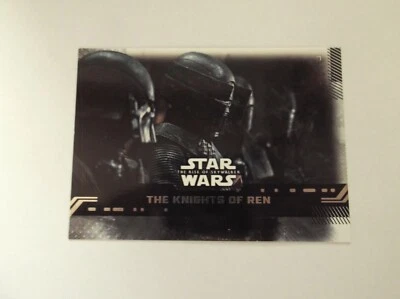 STAR
THE RISE OF SKYWALKER
WARS
THE KNIGHTS OF REN